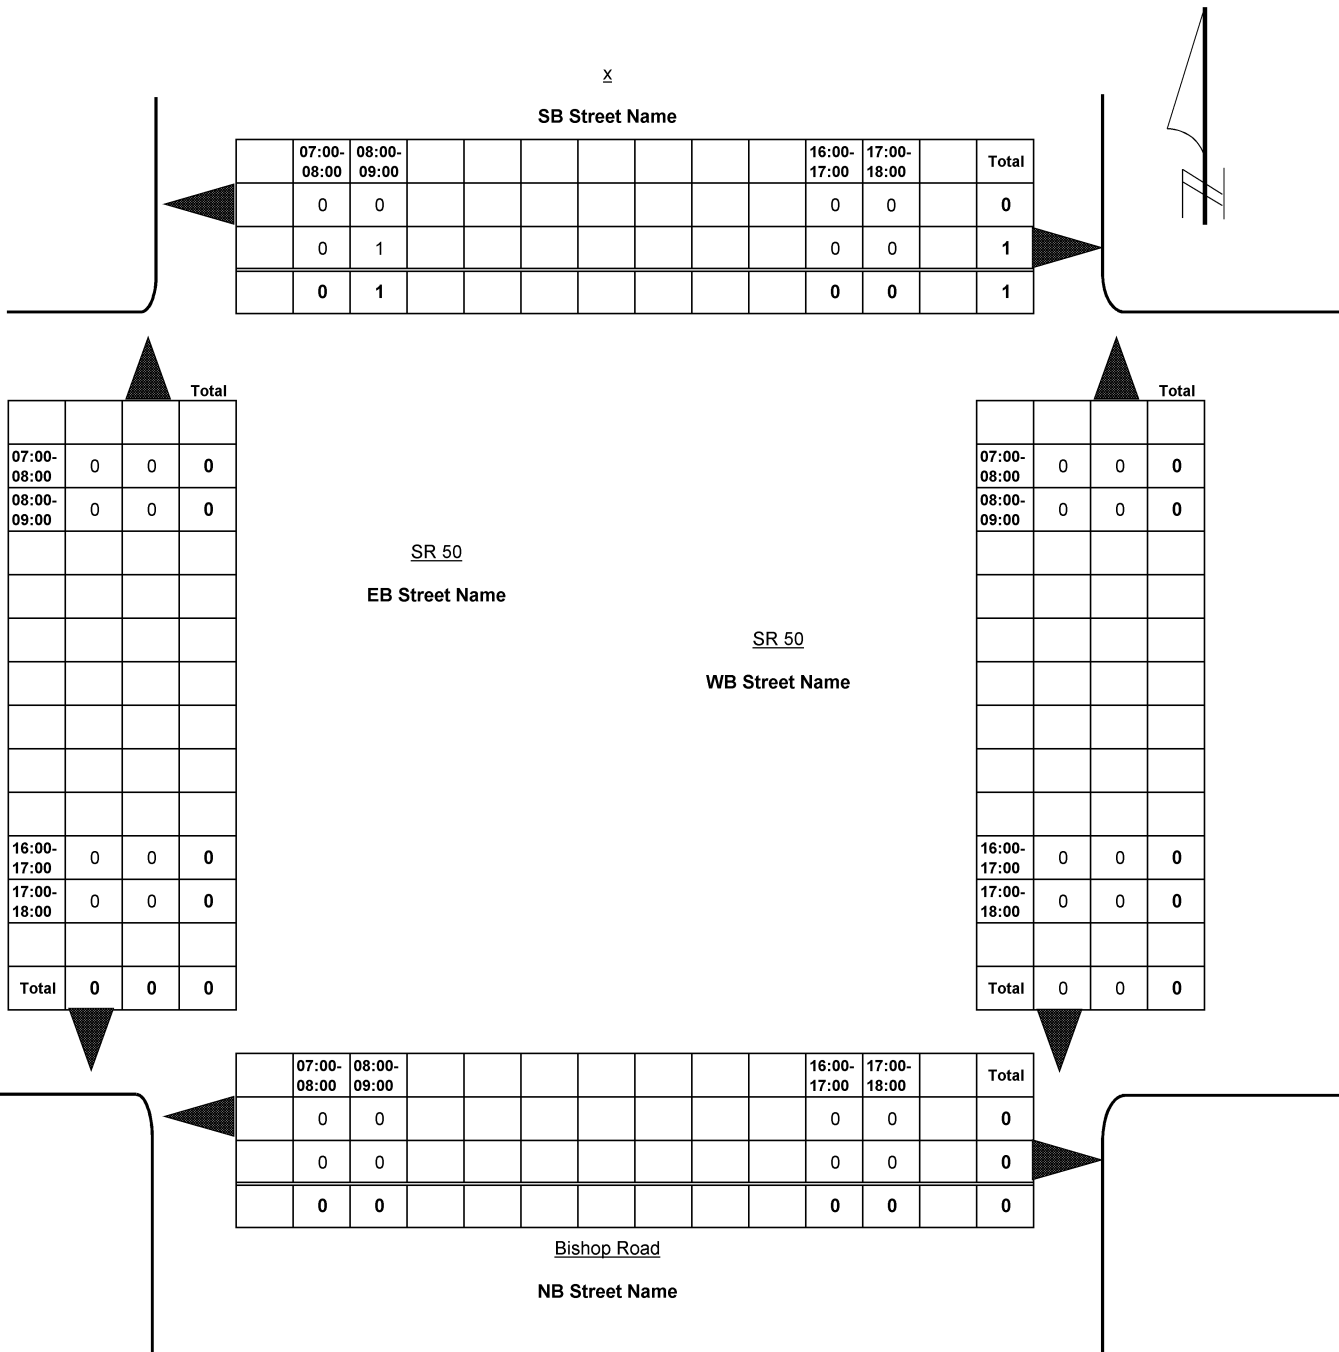 x
SB Street Name
07:00-08:00 08:00-09:00 16:00-17:00 17:00-18:00 Total
0 0 0 0 0
0 1 0 0 1
0 1 0 0 1
Total
07:00-08:00 0 0 0
08:00-09:00 0 0 0
16:00-17:00 0 0 0
17:00-18:00 0 0 0
Total 0 0 0
SR 50
EB Street Name
SR 50
WB Street Name
Total
07:00-08:00 0 0 0
08:00-09:00 0 0 0
16:00-17:00 0 0 0
17:00-18:00 0 0 0
Total 0 0 0
07:00-08:00 08:00-09:00 16:00-17:00 17:00-18:00 Total
0 0 0 0 0
0 0 0 0 0
0 0 0 0 0
Bishop Road
NB Street Name